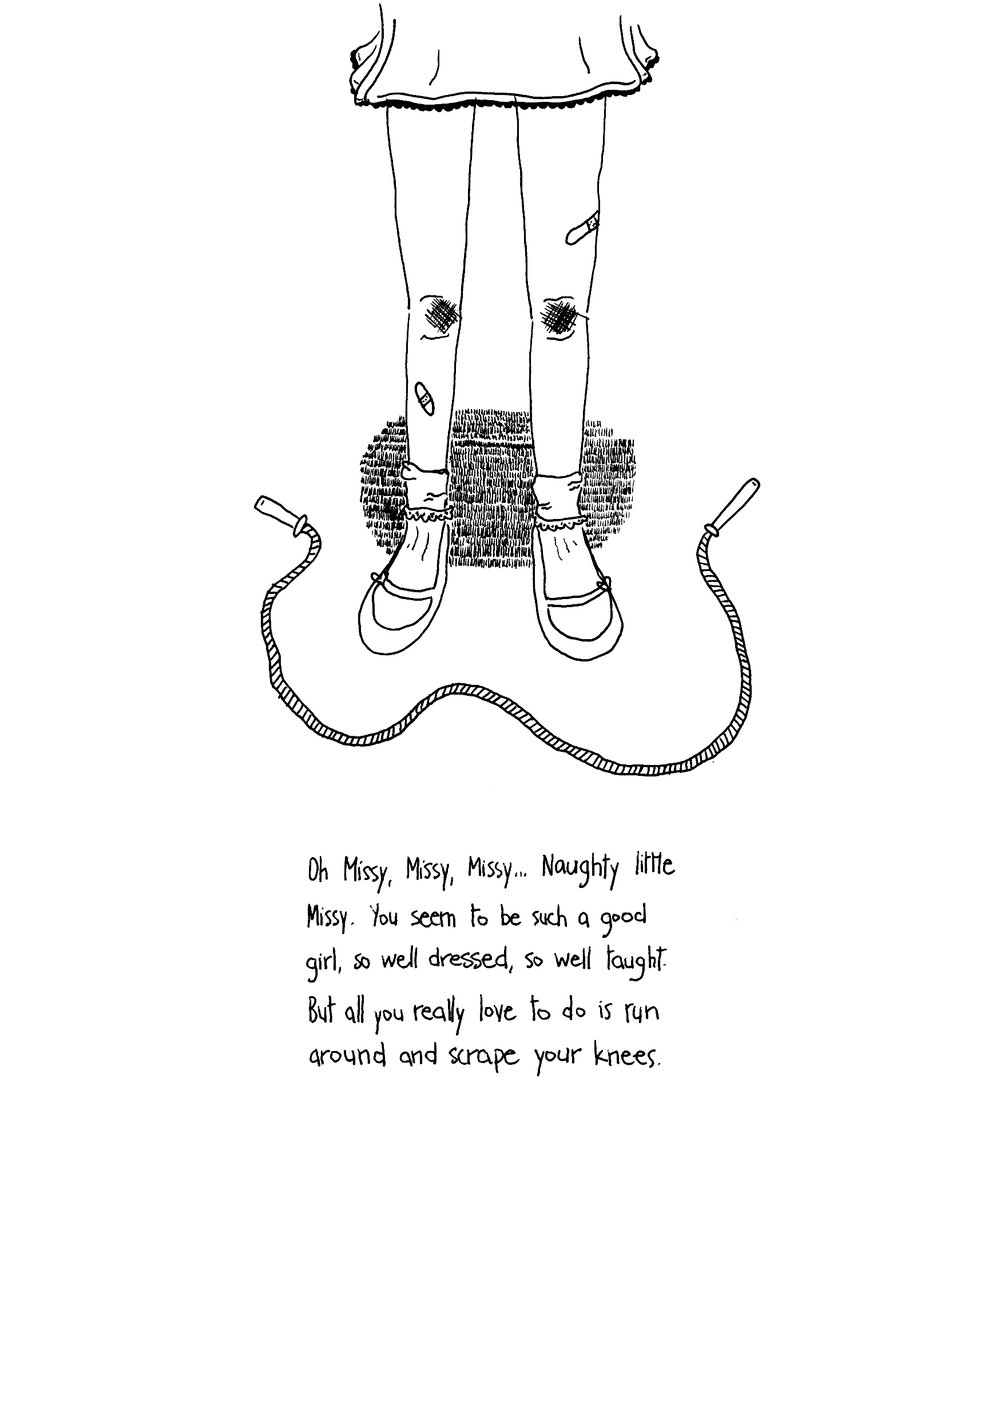 Oh Missy, Missy, Missy... Naughty little
Missy. You seem to be such a good
girl, so well dressed, so well taught.
But all you really love to do is run
around and scrape your knees.